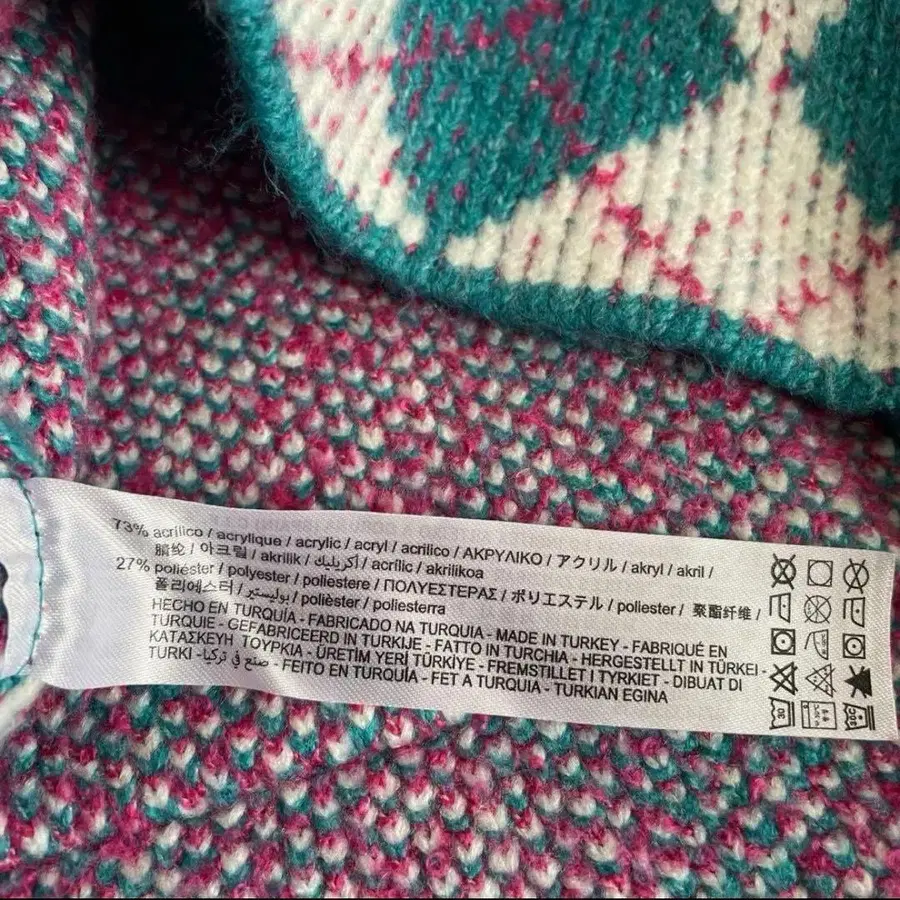 73% acrílico / acrylique / acrylic / acryl / acrilico / ΑΚΡΥΛΙΚΟ / アクリル / akryl / akril /
腈纶 / 아크릴 / akrilik / أكريليك / acrílic / akrilikoa
27% poliéster / polyester / poliestere / ΠΟΛΥΕΣΤΕΡΑΣ / ポリエステル / poliester / 聚酯纤维 /
폴리에스터 / بوليستير / polièster / poliesterra
HECHO EN TURQUÍA - FABRICADO NA TURQUIA - MADE IN TURKEY - FABRIQUÉ EN
TURQUIE - GEFABRICEERD IN TURKIJE - FATTO IN TURCHIA - HERGESTELLT IN TÜRKEI -
ΚΑΤΑΣΚΕΥΗ ΤΟΥΡΚΙΑ - ÜRETİM YERİ TÜRKİYE - FREMSTILLET I TYRKIET - DIBUAT DI
TURKI - صنع في تركيا - FEITO EN TURQUÍA - FET A TURQUIA - TURKIAN EGINA